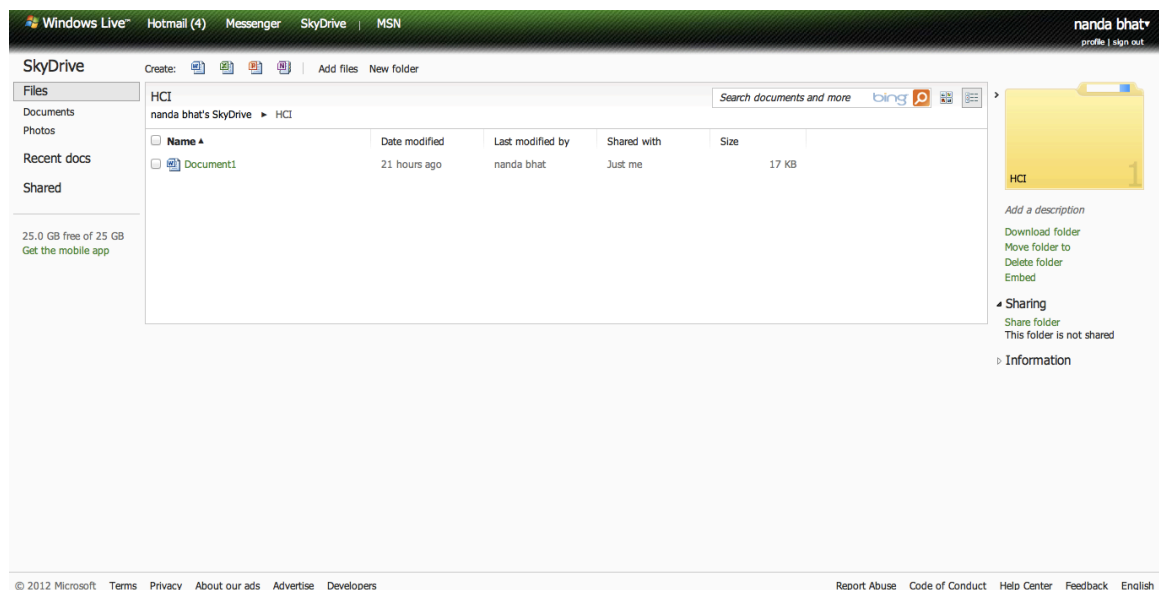 Windows Live™ Hotmail (4) Messenger SkyDrive | MSN nanda bhat▾
profile | sign out
SkyDrive
Create: Add files New folder
Files
Documents
Photos
Recent docs
Shared
25.0 GB free of 25 GB
Get the mobile app
HCI
nanda bhat's SkyDrive ► HCI
Search documents and more bing
Name ▴ Date modified Last modified by Shared with Size
Document1 21 hours ago nanda bhat Just me 17 KB
HCI 1
Add a description
Download folder
Move folder to
Delete folder
Embed
Sharing
Share folder
This folder is not shared
Information
© 2012 Microsoft Terms Privacy About our ads Advertise Developers Report Abuse Code of Conduct Help Center Feedback English